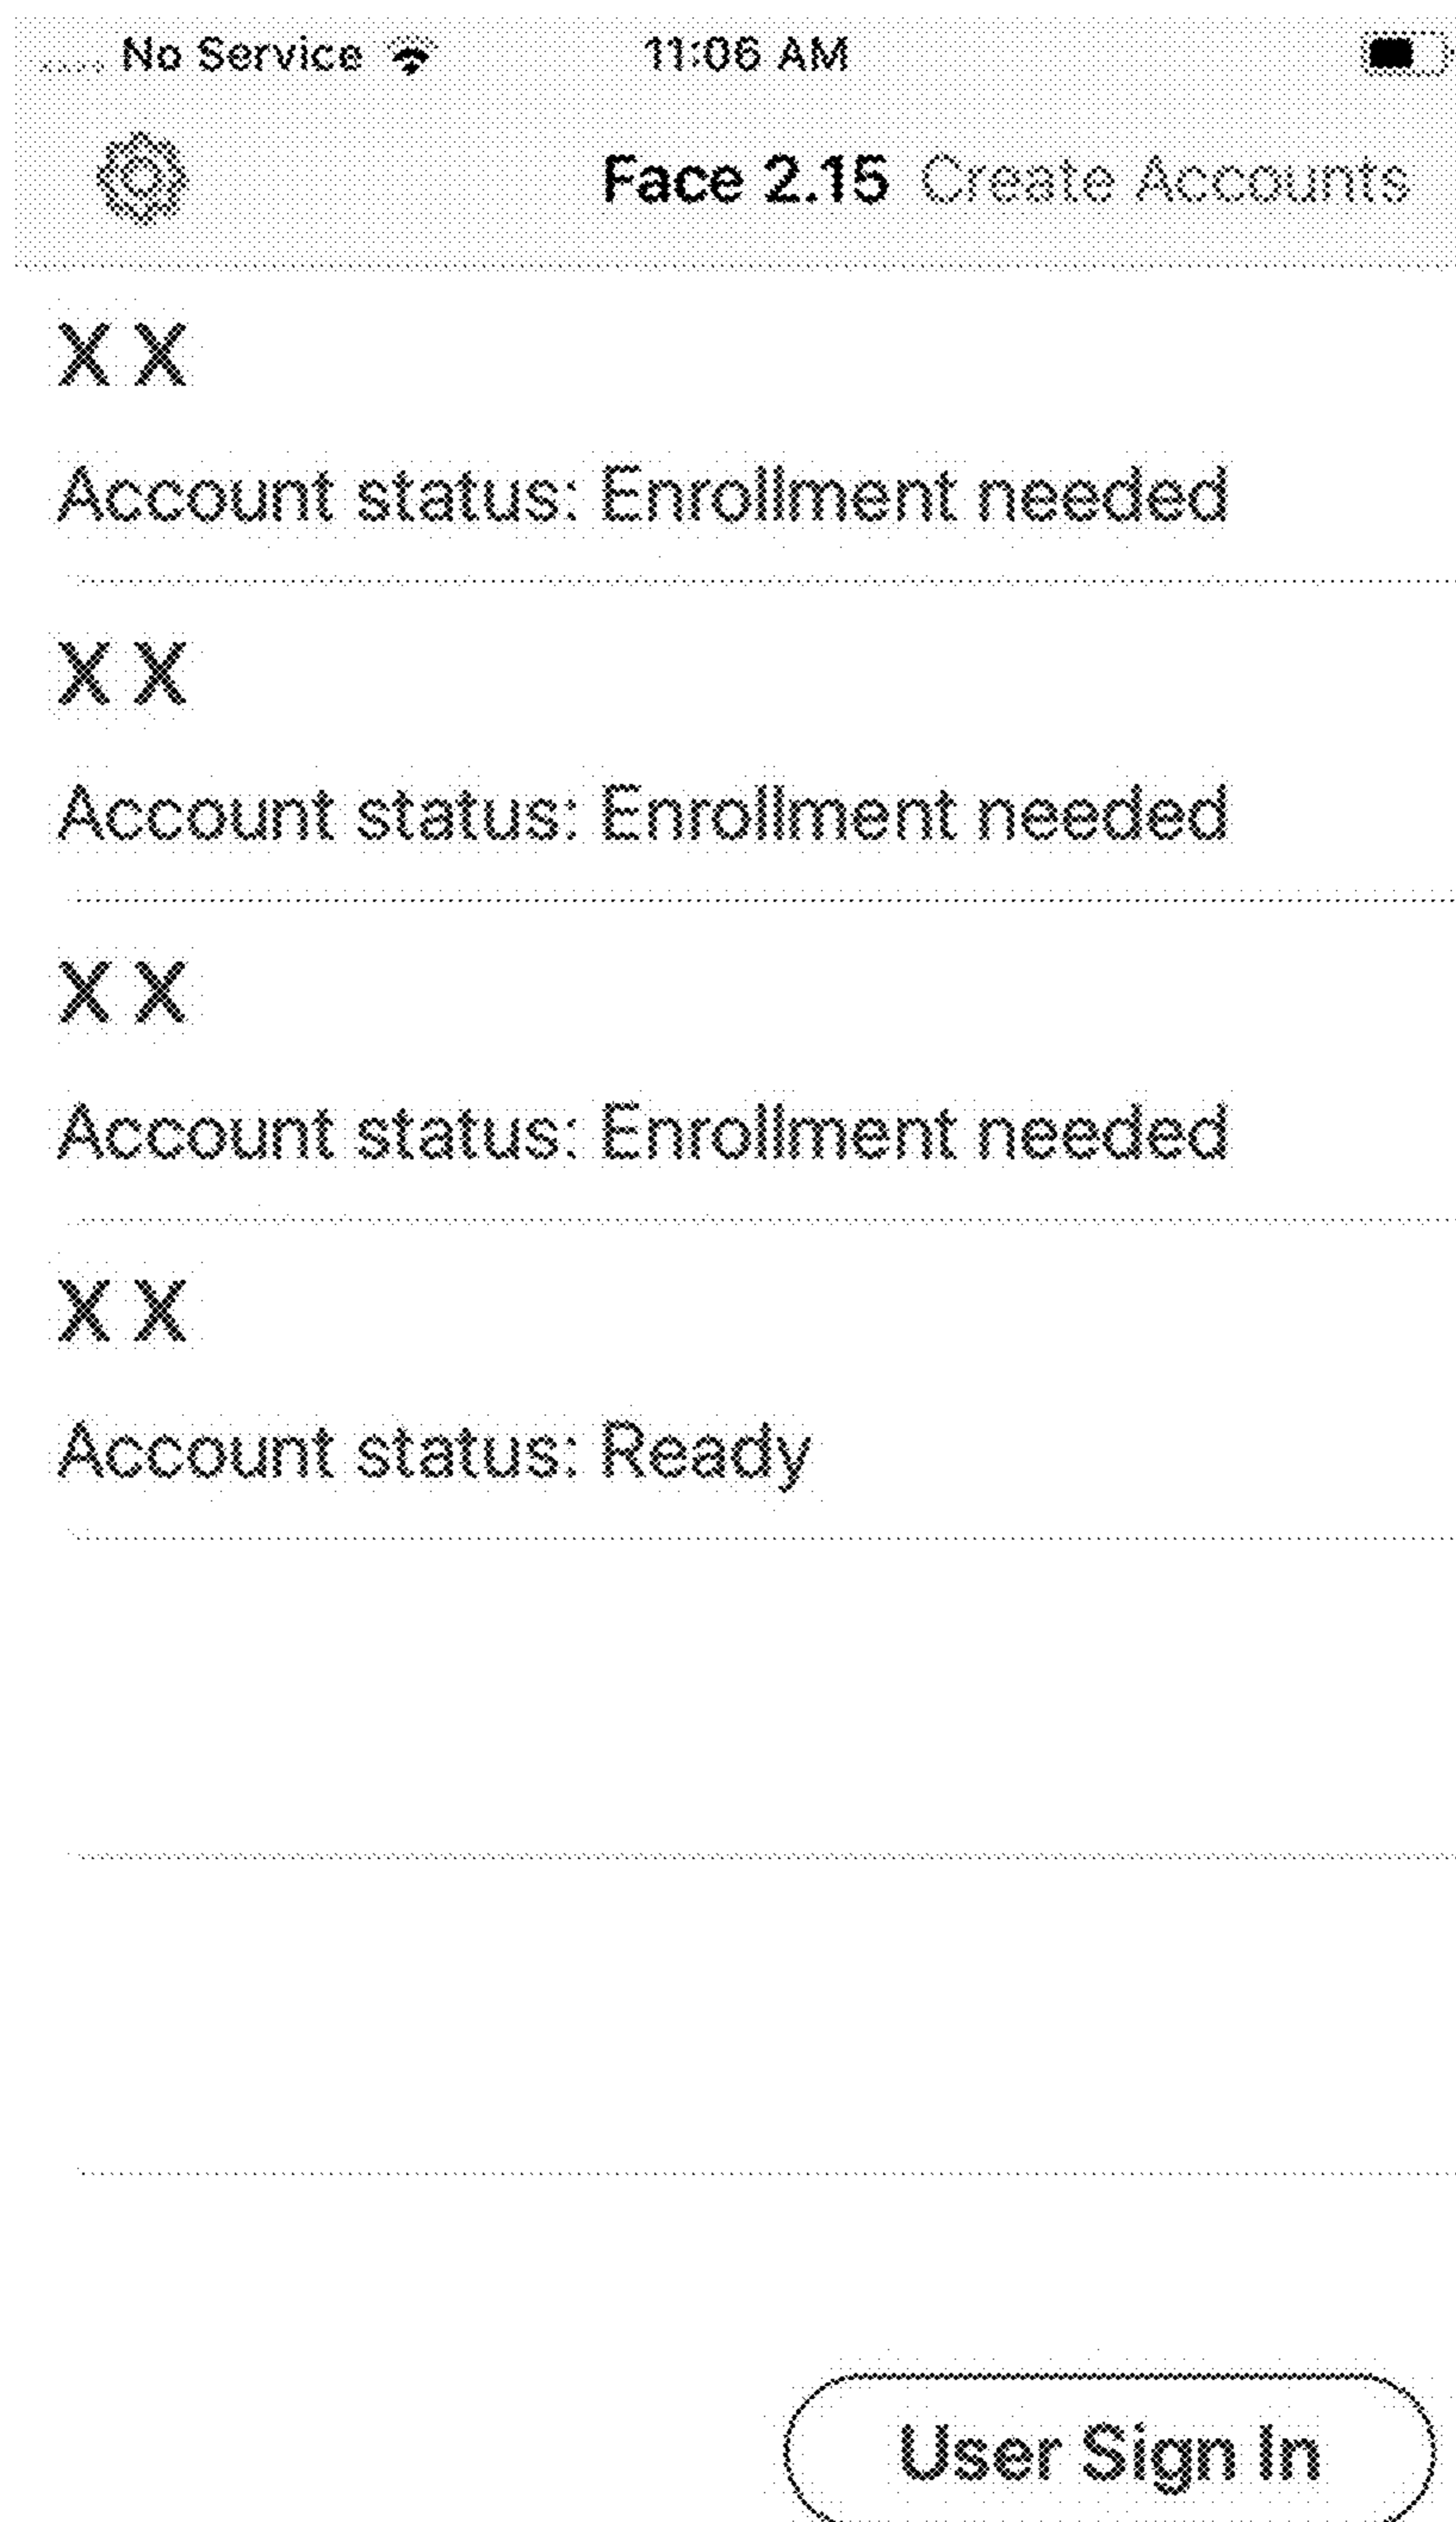 No Service 11:06 AM
Face 2.15 Create Accounts
X X
Account status: Enrollment needed
X X
Account status: Enrollment needed
X X
Account status: Enrollment needed
X X
Account status: Ready
User Sign In